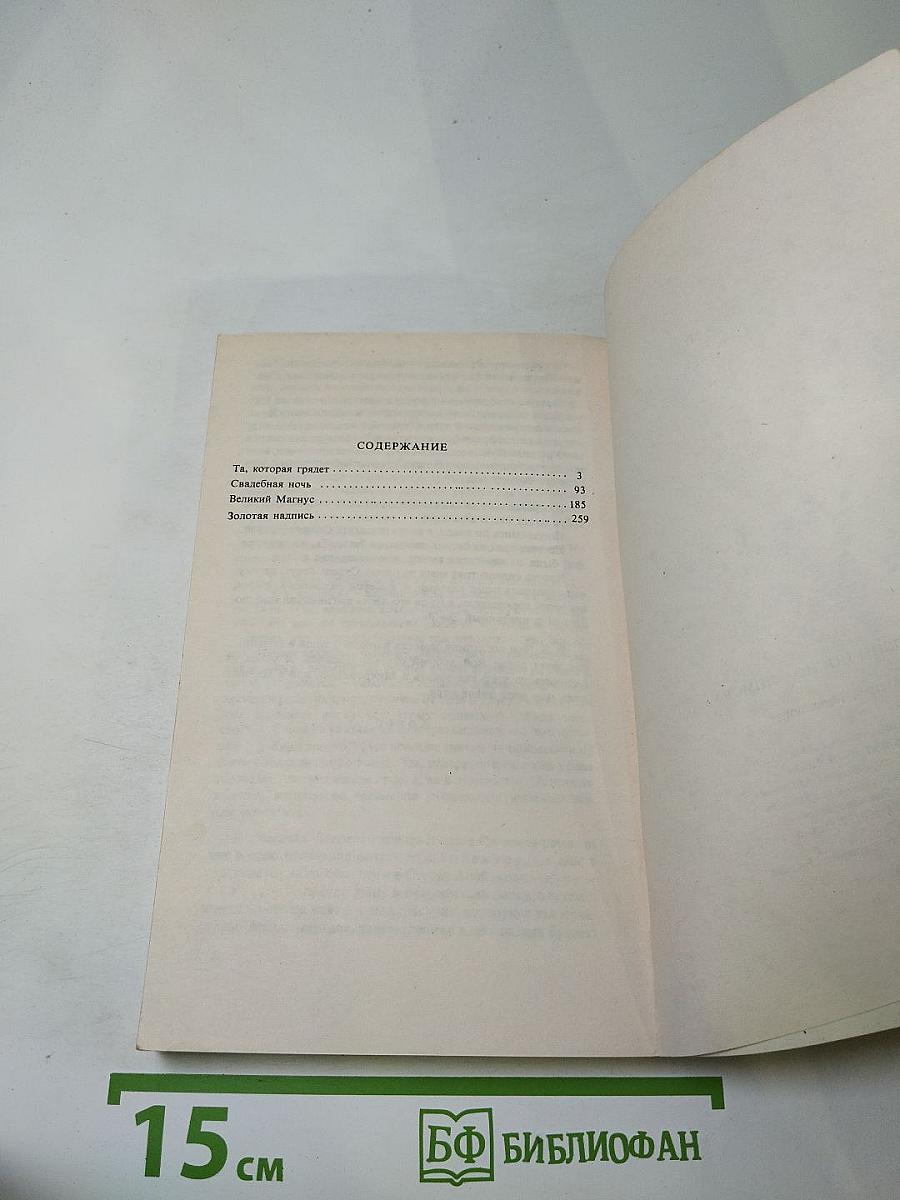 СОДЕРЖАНИЕ
Та, которая грядет ........................................ 3
Свадебная ночь ........................................ 93
Великий Магнус ........................................ 185
Золотая надпись ........................................ 259
15 см
БФ БИБЛИОФАН